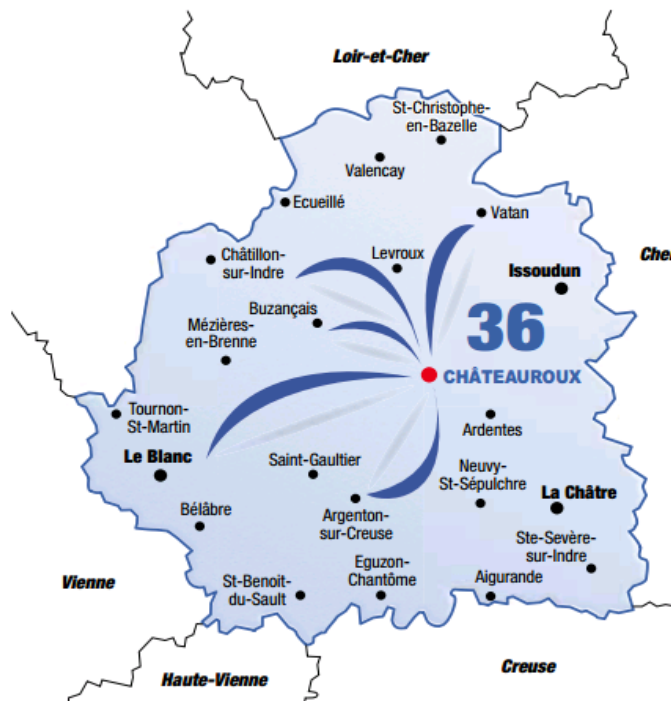 Loir-et-Cher
St-Christophe-
en-Bazelle
Valencay
Ecueillé
Vatan
Châtillon-
sur-Indre
Levroux
Cher
Issoudun
Buzançais
Mézières-
en-Brenne
36
CHÂTEAUROUX
Tournon-
St-Martin
Ardentes
Le Blanc
Saint-Gaultier
Neuvy-
St-Sépulchre
La Châtre
Bélâbre
Argenton-
sur-Creuse
Ste-Sevère-
sur-Indre
Vienne
St-Benoit-
du-Sault
Eguzon-
Chantôme
Aigurande
Haute-Vienne
Creuse